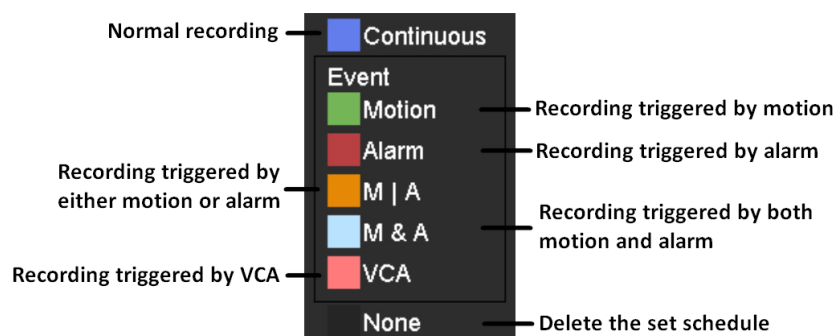 Normal recording
Continuous
Event
Motion
Recording triggered by motion
Alarm
Recording triggered by alarm
Recording triggered by
either motion or alarm
M | A
M & A
Recording triggered by both
motion and alarm
Recording triggered by VCA
VCA
None
Delete the set schedule